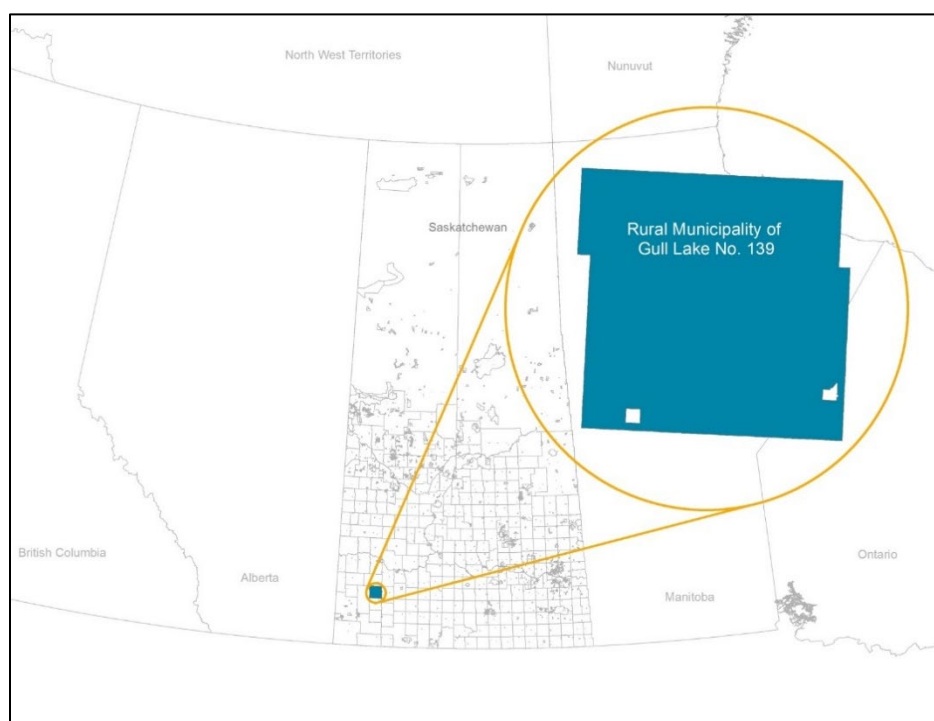 North West Territories
Nunuvut
Rural Municipality of
Gull Lake No. 139
Saskatchewan
British Columbia
Alberta
Manitoba
Ontario